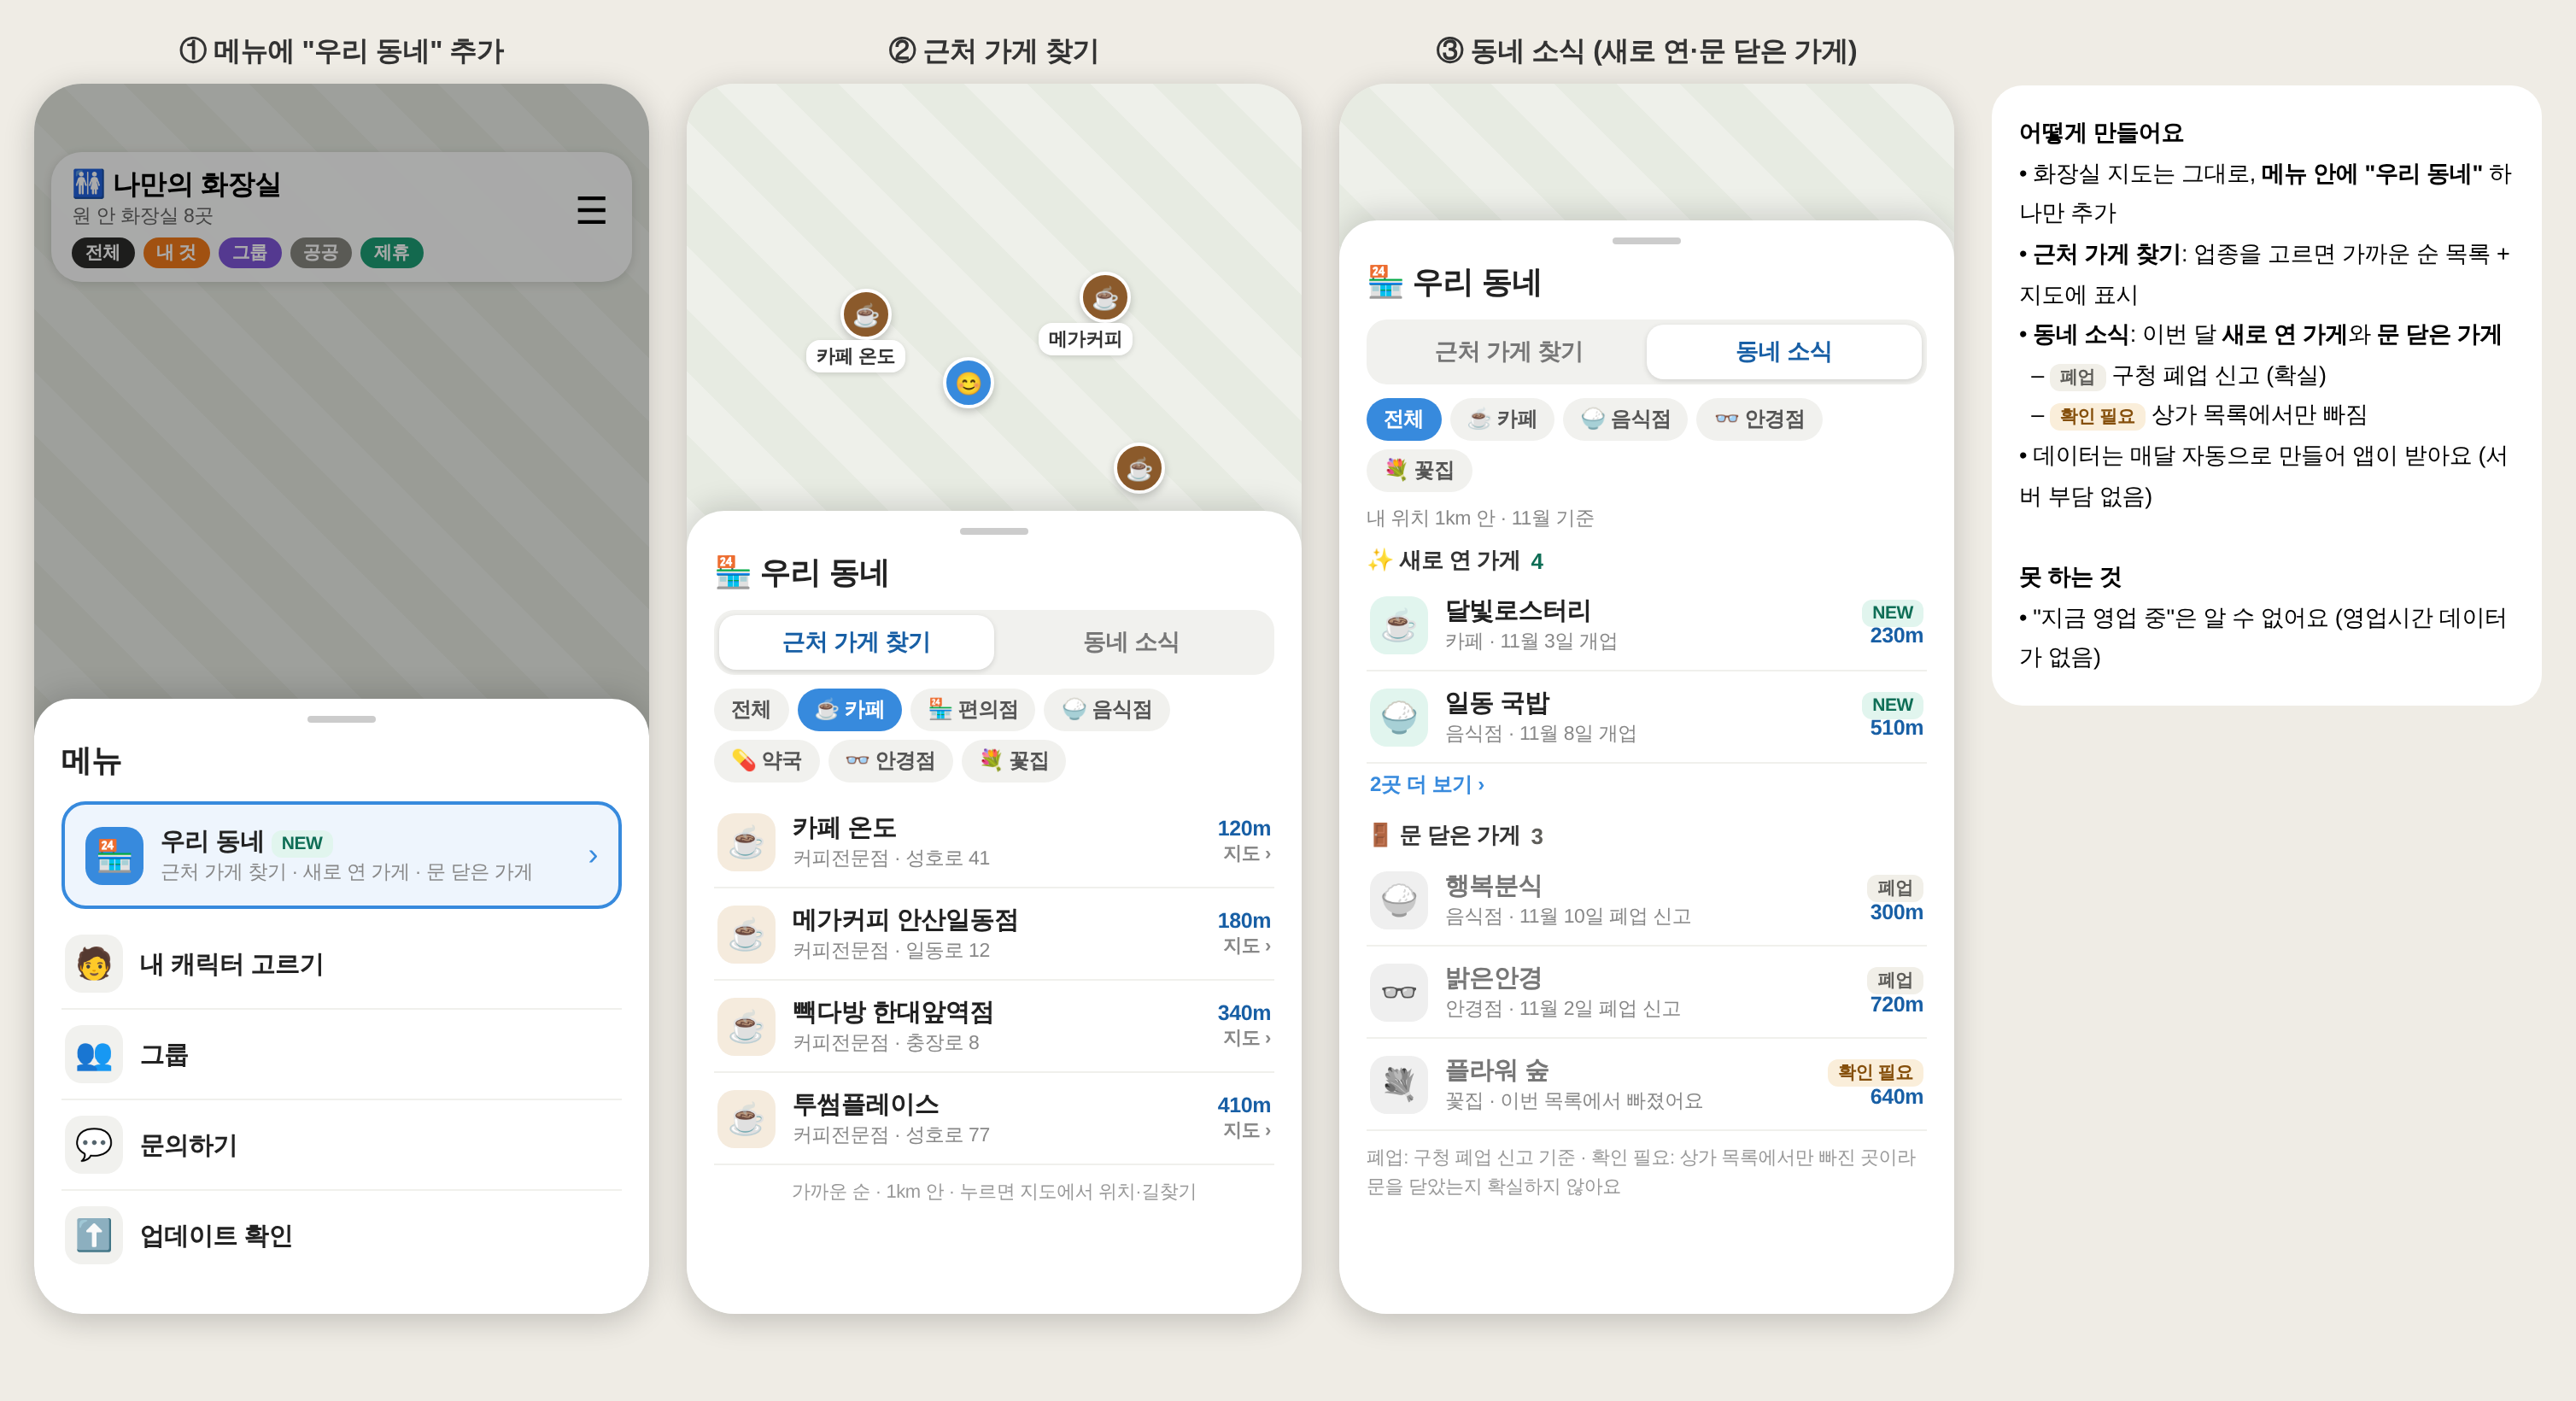 ① 메뉴에 "우리 동네" 추가
나만의 화장실
원 안 화장실 8곳
전체 내 것 그룹 공공 제휴
메뉴
우리 동네 NEW
근처 가게 찾기 · 새로 연 가게 · 문 닫은 가게
내 캐릭터 고르기
그룹
문의하기
업데이트 확인
② 근처 가게 찾기
메가커피
카페 온도
우리 동네
근처 가게 찾기 동네 소식
전체 카페 편의점 음식점
약국 안경점 꽃집
카페 온도 120m
커피전문점 · 성호로 41 지도 ›
메가커피 안산일동점 180m
커피전문점 · 일동로 12 지도 ›
빽다방 한대앞역점 340m
커피전문점 · 충장로 8 지도 ›
투썸플레이스 410m
커피전문점 · 성호로 77 지도 ›
가까운 순 · 1km 안 · 누르면 지도에서 위치·길찾기
③ 동네 소식 (새로 연·문 닫은 가게)
우리 동네
근처 가게 찾기 동네 소식
전체 카페 음식점 안경점
꽃집
내 위치 1km 안 · 11월 기준
새로 연 가게 4
달빛로스터리 NEW
카페 · 11월 3일 개업 230m
일동 국밥 NEW
음식점 · 11월 8일 개업 510m
2곳 더 보기 ›
문 닫은 가게 3
행복분식 폐업
음식점 · 11월 10일 폐업 신고 300m
밝은안경 폐업
안경점 · 11월 2일 폐업 신고 720m
플라워 숲 확인 필요
꽃집 · 이번 목록에서 빠졌어요 640m
폐업: 구청 폐업 신고 기준 · 확인 필요: 상가 목록에서만 빠진 곳이라
문을 닫았는지 확실하지 않아요
어떻게 만들어요
• 화장실 지도는 그대로, 메뉴 안에 "우리 동네" 하
나만 추가
• 근처 가게 찾기: 업종을 고르면 가까운 순 목록 +
지도에 표시
• 동네 소식: 이번 달 새로 연 가게와 문 닫은 가게
– 폐업 구청 폐업 신고 (확실)
– 확인 필요 상가 목록에서만 빠짐
• 데이터는 매달 자동으로 만들어 앱이 받아요 (서
버 부담 없음)
못 하는 것
• "지금 영업 중"은 알 수 없어요 (영업시간 데이터
가 없음)